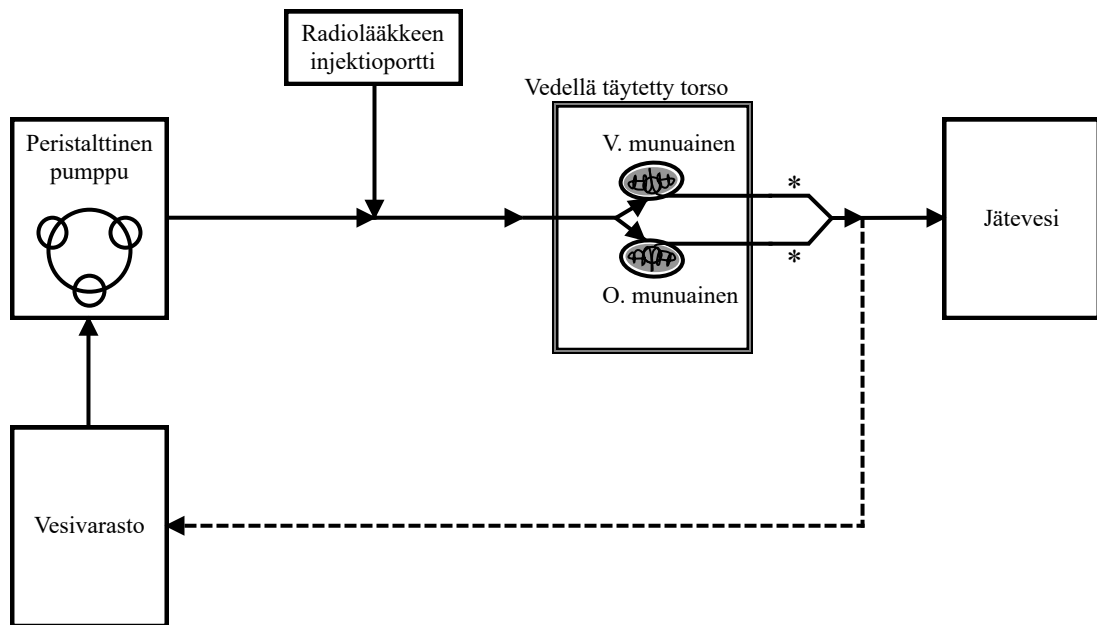 Radiolääkkeen
injektioportti
Vedellä täytetty torso
Peristalttinen
pumppu
V. munuainen
*
Jätevesi
*
O. munuainen
Vesivarasto